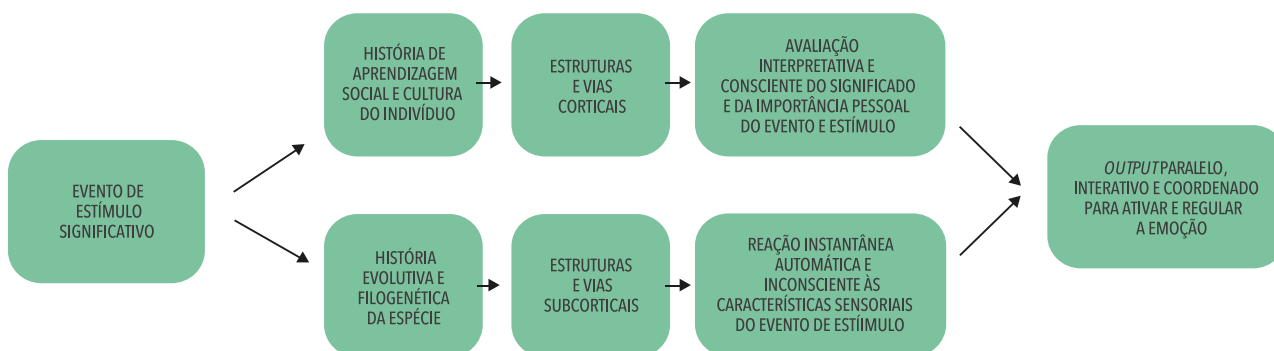 EVENTO DE
ESTÍMULO
SIGNIFICATIVO
HISTÓRIA DE
APRENDIZAGEM
SOCIAL E CULTURA
DO INDIVÍDUO
ESTRUTURAS
E VIAS
CORTICAIS
AVALIAÇÃO
INTERPRETATIVA E
CONSCIENTE DO SIGNIFICADO
E DA IMPORTÂNCIA PESSOAL
DO EVENTO E ESTÍMULO
HISTÓRIA
EVOLUTIVA E
FILOGENÉTICA
DA ESPÉCIE
ESTRUTURAS
E VIAS
SUBCORTICAIS
REAÇÃO INSTANTÂNEA
AUTOMÁTICA E
INCONSCIENTE ÀS
CARACTERÍSTICAS SENSORIAIS
DO EVENTO DE ESTÍIMULO
OUTPUT PARALELO,
INTERATIVO E COORDENADO
PARA ATIVAR E REGULAR
A EMOÇÃO